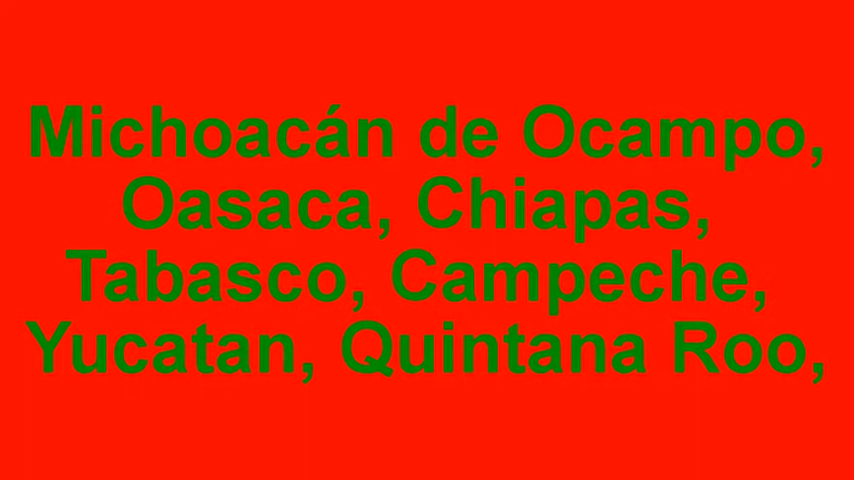 Michoacán de Ocampo,
Oasaca, Chiapas,
Tabasco, Campeche,
Yucatan, Quintana Roo,